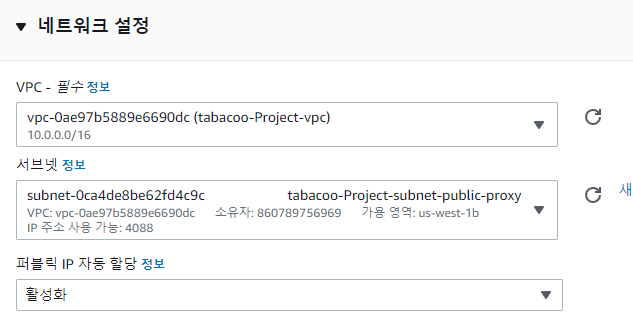 네트워크 설정
VPC - 필수 정보
vpc-0ae97b5889e6690dc (tabacoo-Project-vpc)
10.0.0.0/16
서브넷 정보
subnet-0ca4de8be62fd4c9c tabacoo-Project-subnet-public-proxy
VPC: vpc-0ae97b5889e6690dc 소유자: 860789756969 가용 영역: us-west-1b
IP 주소 사용 가능: 4088
새
퍼블릭 IP 자동 할당 정보
활성화